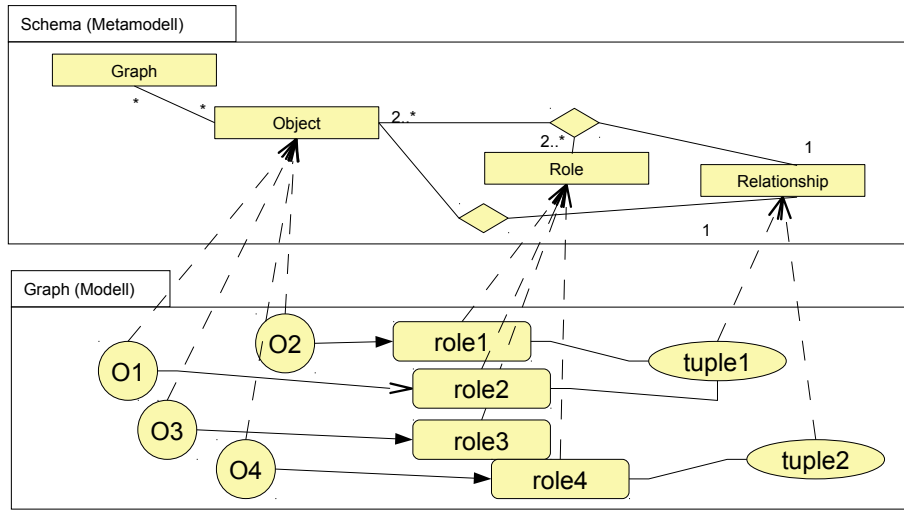 Schema (Metamodell)
Graph
*
*
Object
2..*
2..*
1
Role
Relationship
1
Graph (Modell)
O2
role1
tuple1
O1
role2
O3
role3
O4
role4
tuple2